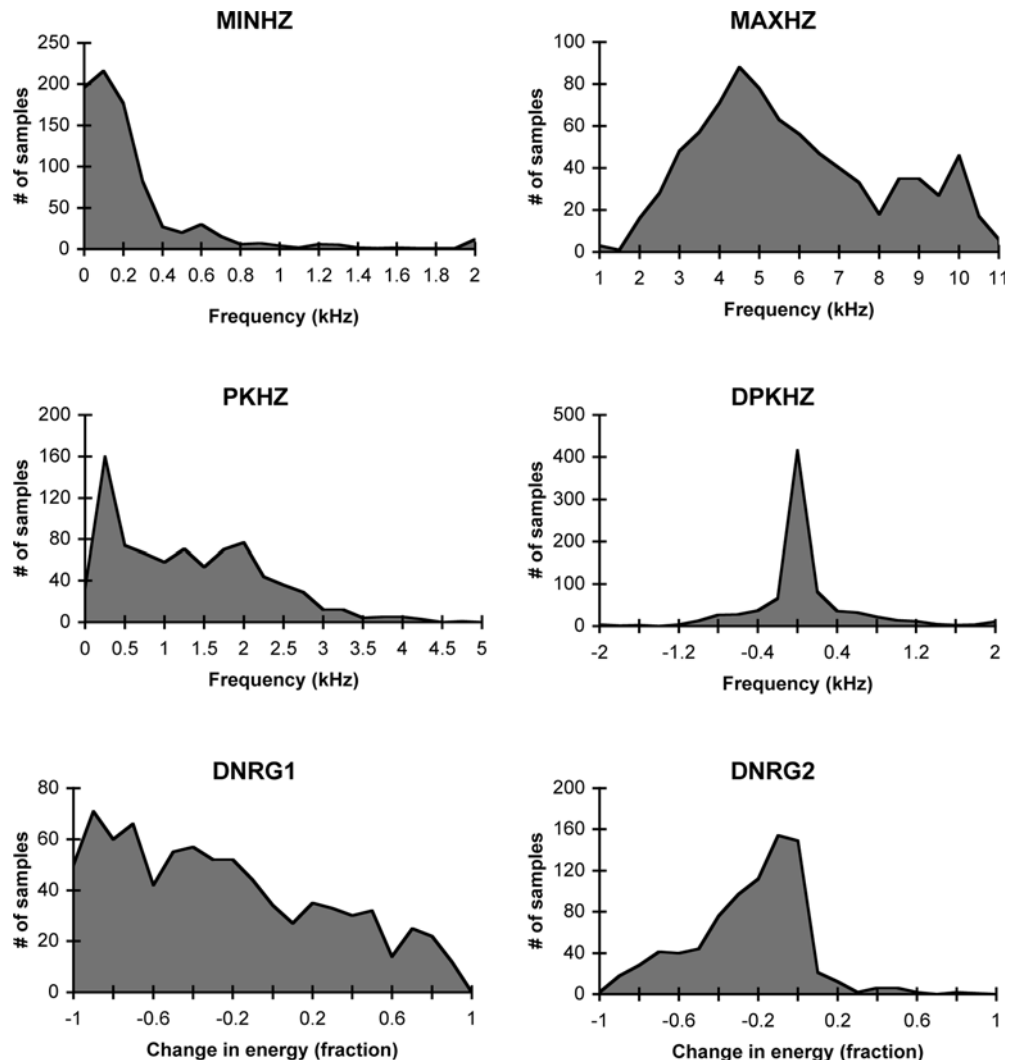 MINHZ
# of samples
250
200
150
100
50
0
0 0.2 0.4 0.6 0.8 1 1.2 1.4 1.6 1.8 2
Frequency (kHz)
MAXHZ
# of samples
100
80
60
40
20
0
1 2 3 4 5 6 7 8 9 10 11
Frequency (kHz)
PKHZ
# of samples
200
160
120
80
40
0
0 0.5 1 1.5 2 2.5 3 3.5 4 4.5 5
Frequency (kHz)
DPKHZ
# of samples
500
400
300
200
100
0
-2 -1.2 -0.4 0.4 1.2 2
Frequency (kHz)
DNRG1
# of samples
80
60
40
20
0
-1 -0.6 -0.2 0.2 0.6 1
Change in energy (fraction)
DNRG2
# of samples
200
160
120
80
40
0
-1 -0.6 -0.2 0.2 0.6 1
Change in energy (fraction)